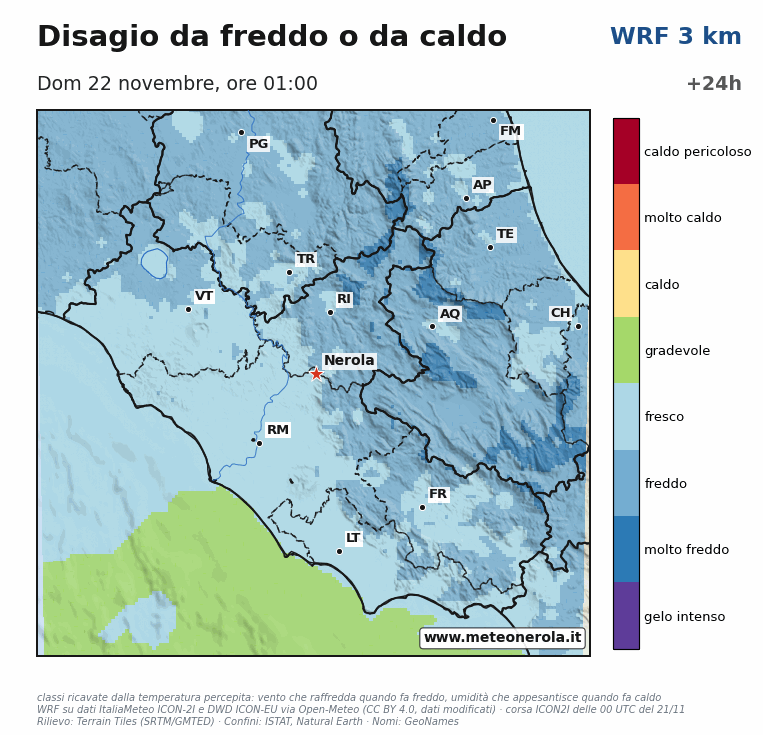 Disagio da freddo o da caldo
WRF 3 km
Dom 22 novembre, ore 01:00
+24h
FM
PG
AP
TE
TR
VT
RI
AQ
CH
Nerola
RM
FR
LT
www.meteonerola.it
caldo pericoloso
molto caldo
caldo
gradevole
fresco
freddo
molto freddo
gelo intenso
classi ricavate dalla temperatura percepita: vento che raffredda quando fa freddo, umidità che appesantisce quando fa caldo
WRF su dati ItaliaMeteo ICON-2I e DWD ICON-EU via Open-Meteo (CC BY 4.0, dati modificati) · corsa ICON2I delle 00 UTC del 21/11
Rilievo: Terrain Tiles (SRTM/GMTED) · Confini: ISTAT, Natural Earth · Nomi: GeoNames